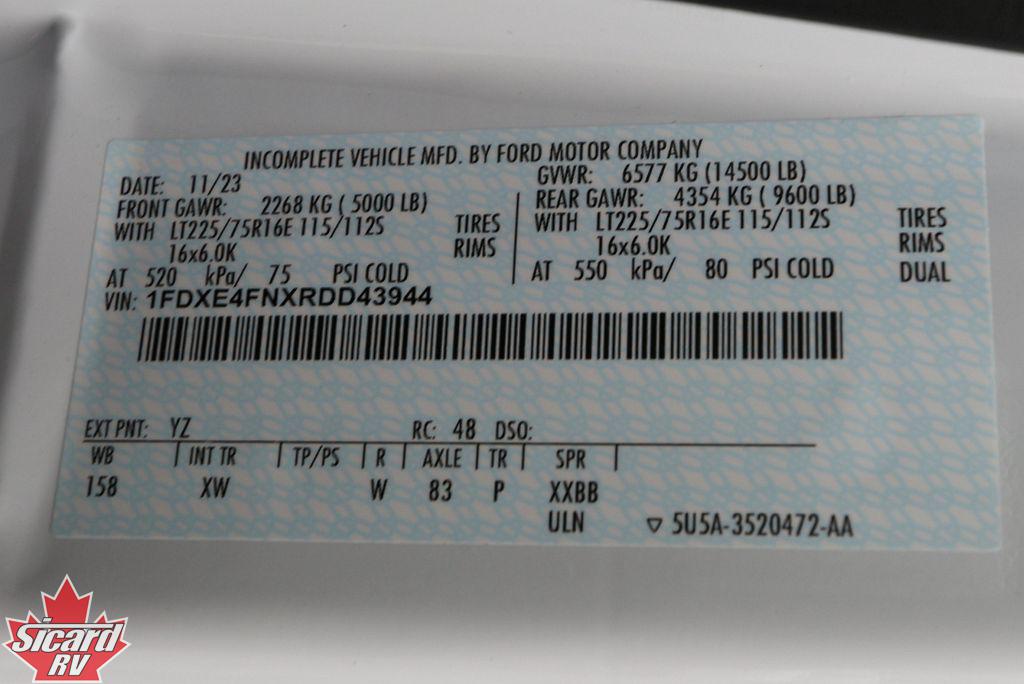 INCOMPLETE VEHICLE MFD. BY FORD MOTOR COMPANY
DATE: 11/23
GVWR: 6577 KG (14500 LB)
FRONT GAWR: 2268 KG ( 5000 LB)
REAR GAWR: 4354 KG ( 9600 LB)
WITH LT225/75R16E 115/112S TIRES
WITH LT225/75R16E 115/112S TIRES
16x6.0K RIMS
16x6.0K RIMS
AT 520 kPa/ 75 PSI COLD
AT 550 kPa/ 80 PSI COLD DUAL
VIN: 1FDXE4FNXRDD43944
EXT PNT: YZ RC: 48 DSO:
WB INT TR TP/PS R AXLE TR SPR
158 XW W 83 P XXBB
ULN ▽ 5U5A-3520472-AA
Sicard
RV